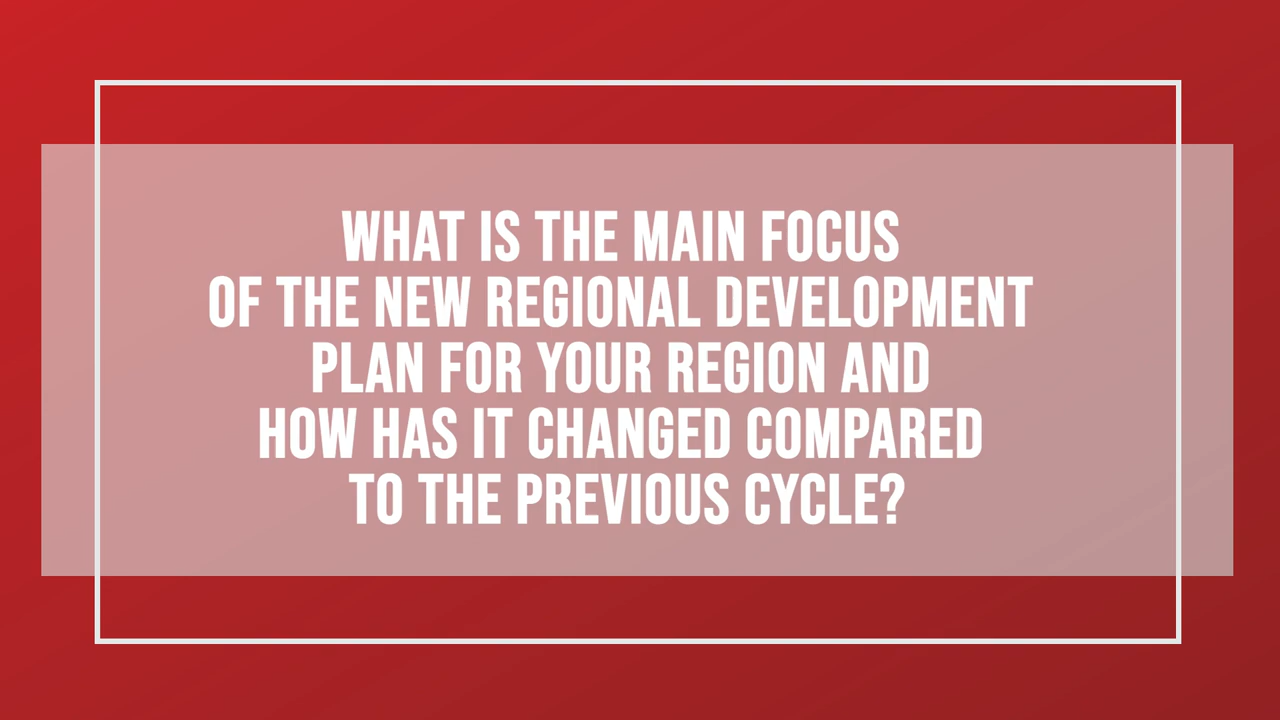 WHAT IS THE MAIN FOCUS
OF THE NEW REGIONAL DEVELOPMENT
PLAN FOR YOUR REGION AND
HOW HAS IT CHANGED COMPARED
TO THE PREVIOUS CYCLE?